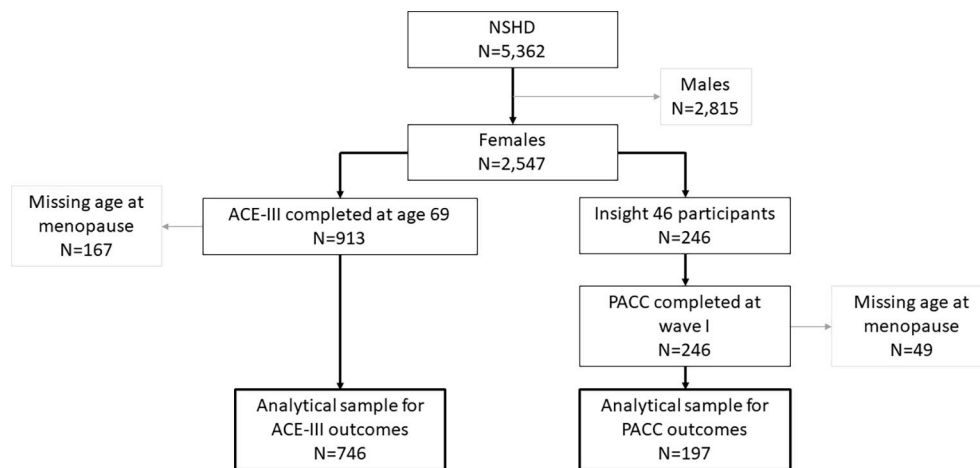 NSHD
N=5,362
Males
N=2,815
Females
N=2,547
Missing age at
menopause
N=167
ACE-III completed at age 69
N=913
Insight 46 participants
N=246
PACC completed at
wave I
N=246
Missing age at
menopause
N=49
Analytical sample for
ACE-III outcomes
N=746
Analytical sample for
PACC outcomes
N=197